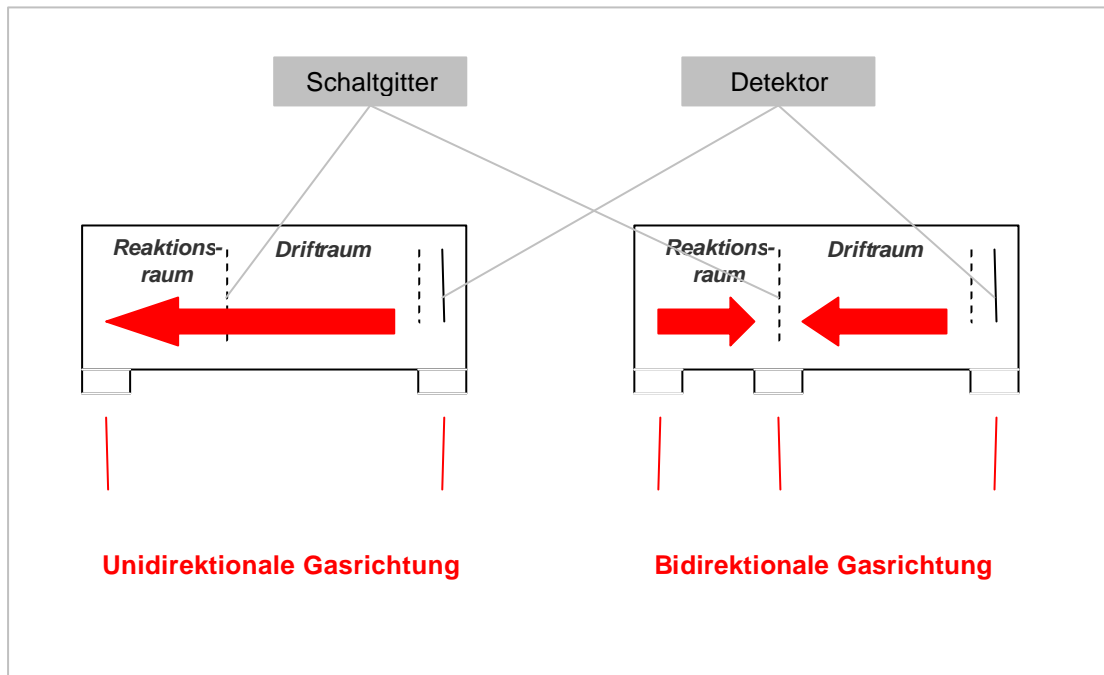 Schaltgitter
Detektor
Reaktions-
raum
Driftraum
Reaktions-
raum
Driftraum
Unidirektionale Gasrichtung
Bidirektionale Gasrichtung